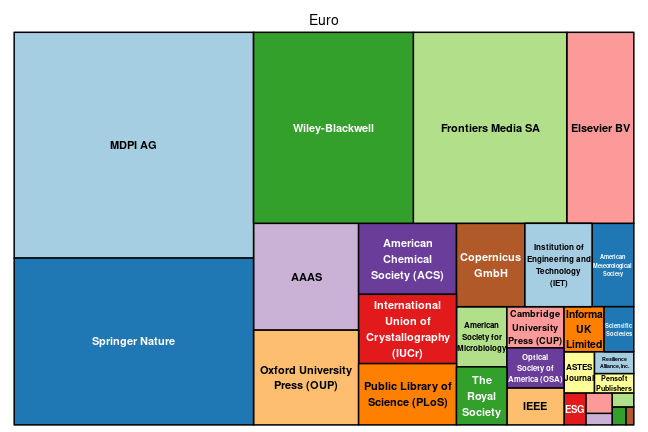 Euro
MDPI AG
Springer Nature
Wiley-Blackwell
Frontiers Media SA
Elsevier BV
AAAS
Oxford University
Press (OUP)
American
Chemical
Society (ACS)
International
Union of
Crystallography
(IUCr)
Public Library of
Science (PLoS)
Copernicus
GmbH
Institution of
Engineering and
Technology
(IET)
American
Meteorological
Society
American
Society for
Microbiology
The
Royal
Society
Cambridge
University
Press (CUP)
Optical
Society of
America (OSA)
IEEE
Informa
UK
Limited
Scientific
Societies
ASTES
Journal
Resilience
Alliance, Inc.
Pensoft
Publishers
ESG